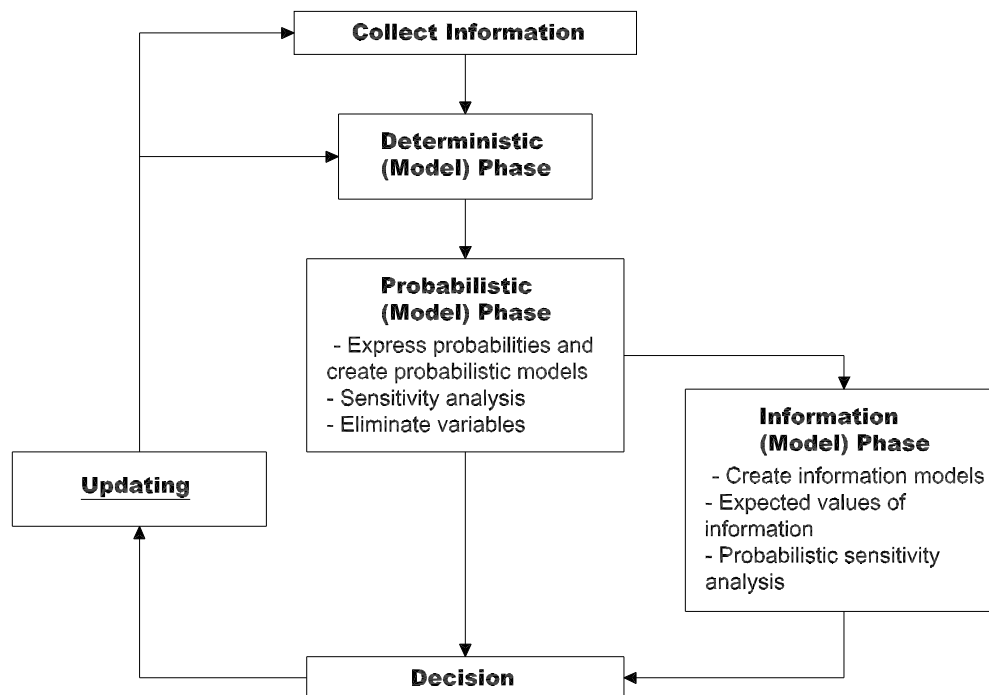 Collect Information
Deterministic
(Model) Phase
Probabilistic
(Model) Phase
- Express probabilities and
create probabilistic models
- Sensitivity analysis
- Eliminate variables
Information
(Model) Phase
- Create information models
- Expected values of
information
- Probabilistic sensitivity
analysis
Updating
Decision